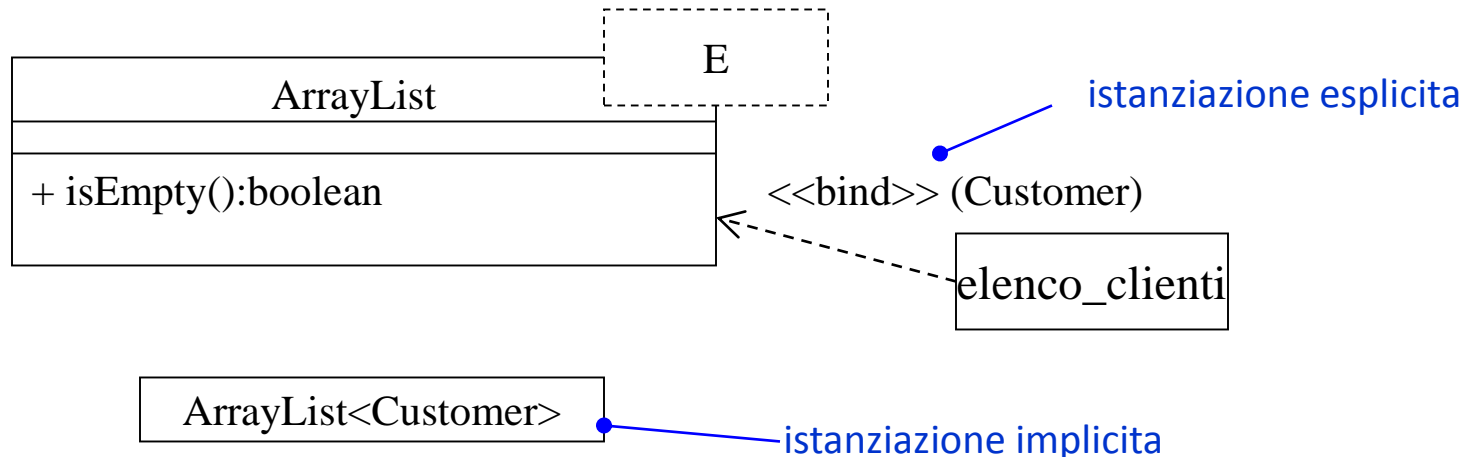 E
ArrayList
istanziazione esplicita
+ isEmpty():boolean
<<bind>> (Customer)
elenco_clienti
ArrayList<Customer>
istanziazione implicita